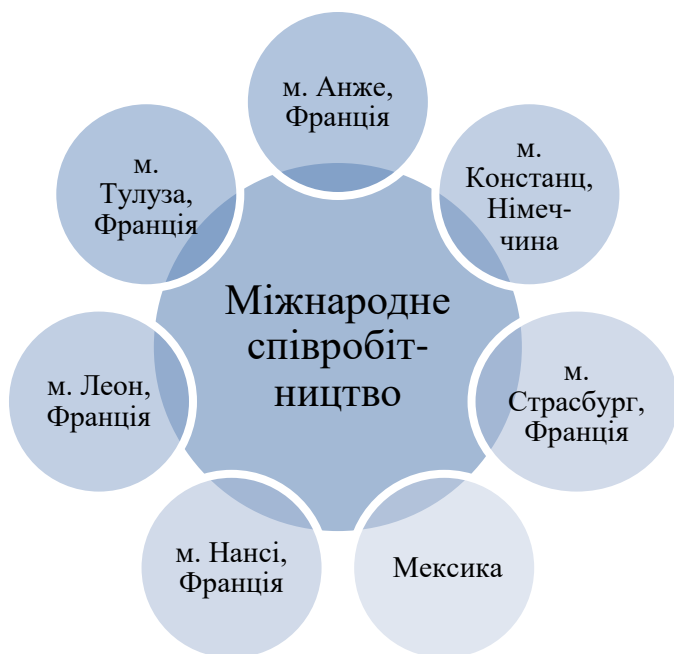 м. Анже,
Франція
м.
Констанц,
Німеч-
чина
м.
Страсбург,
Франція
Мексика
м. Нансі,
Франція
м. Леон,
Франція
м.
Тулуза,
Франція
Міжнародне
співробіт-
ництво